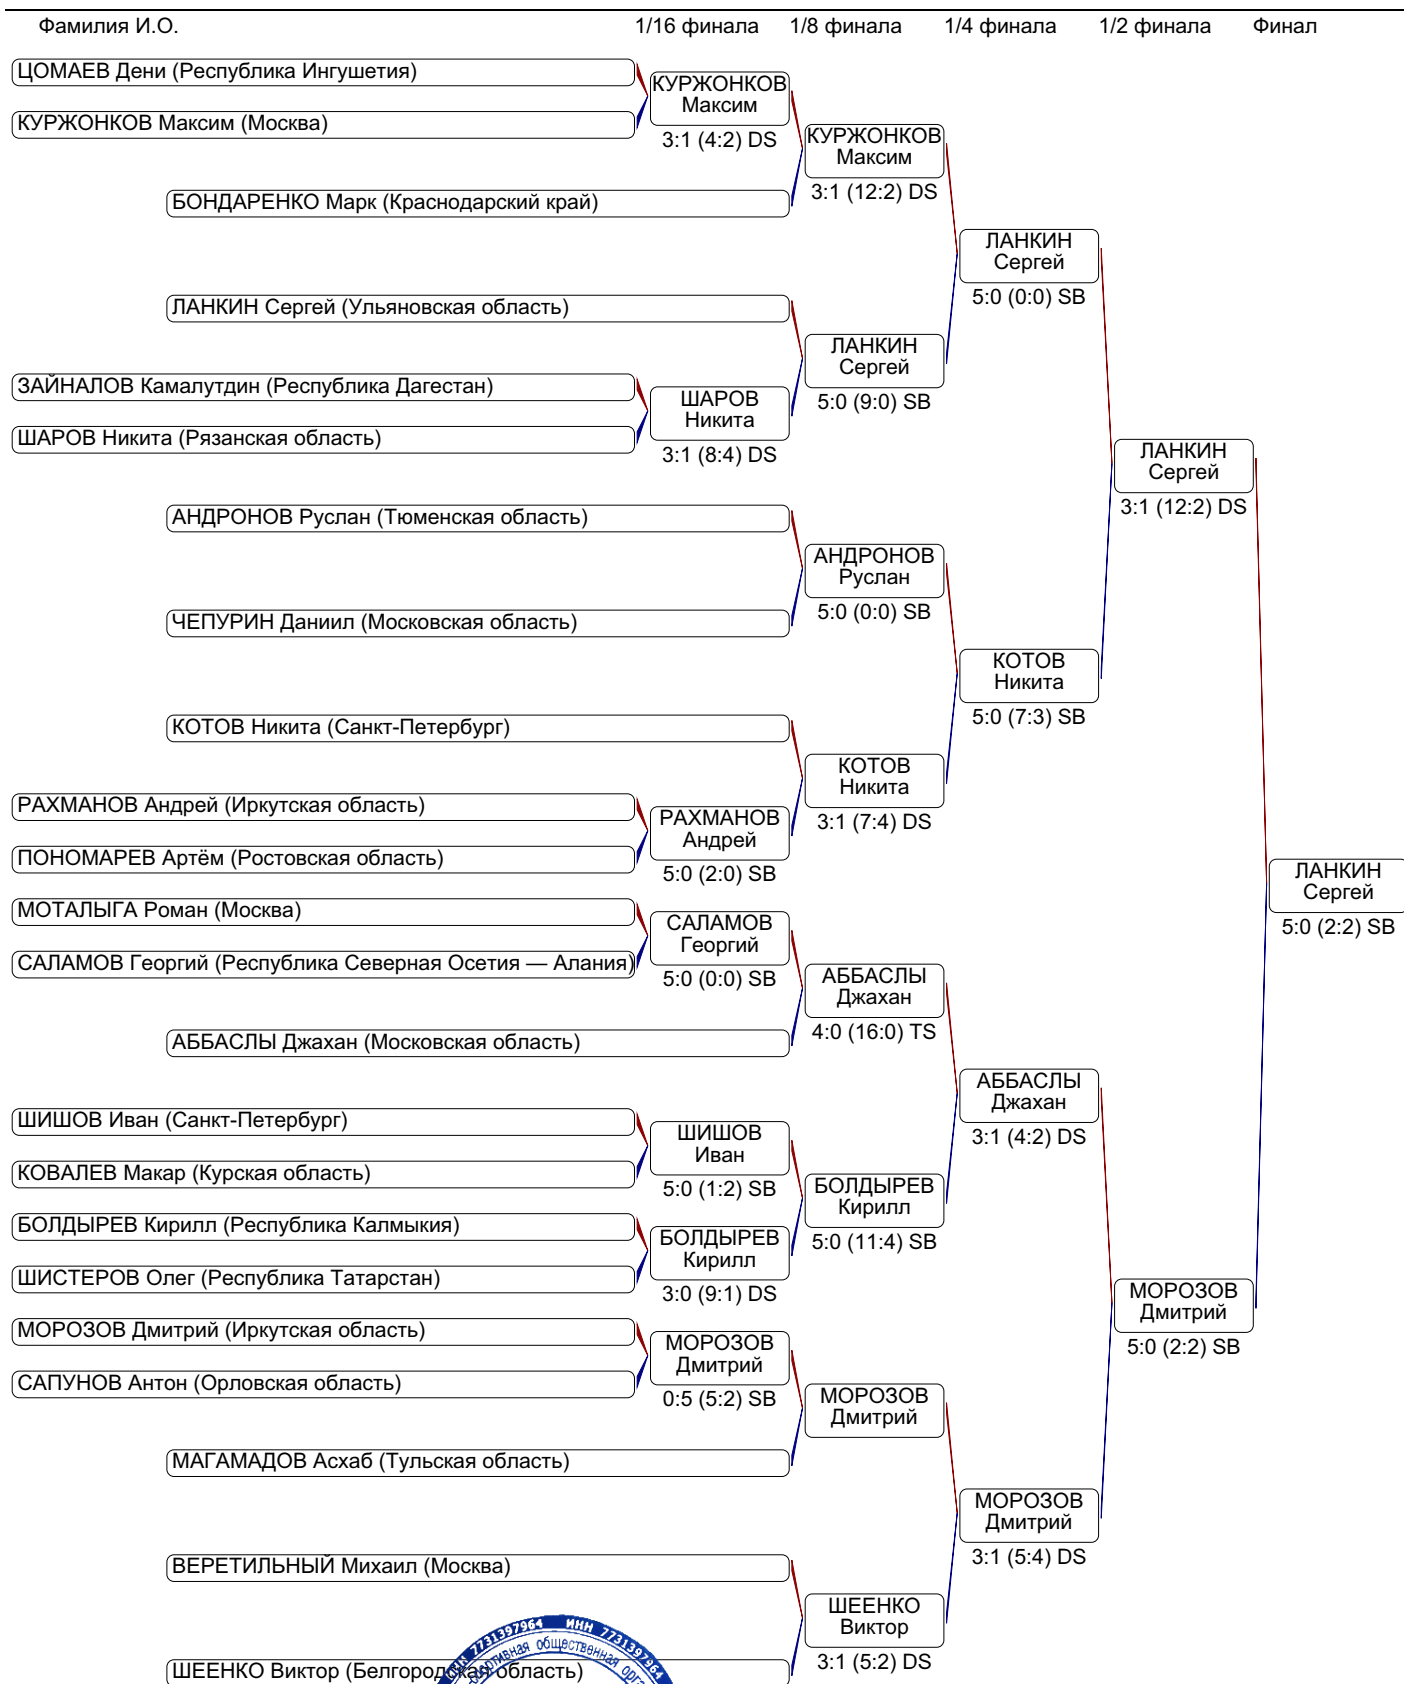 Фамилия И.О. 1/16 финала 1/8 финала 1/4 финала 1/2 финала Финал
ЦОМАЕВ Дени (Республика Ингушетия)
КУРЖОНКОВ
Максим
3:1 (4:2) DS
КУРЖОНКОВ Максим (Москва)
КУРЖОНКОВ
Максим
3:1 (12:2) DS
БОНДАРЕНКО Марк (Краснодарский край)
ЛАНКИН
Сергей
5:0 (0:0) SB
ЛАНКИН Сергей (Ульяновская область)
ЛАНКИН
Сергей
5:0 (9:0) SB
ЗАЙНАЛОВ Камалутдин (Республика Дагестан)
ШАРОВ
Никита
3:1 (8:4) DS
ШАРОВ Никита (Рязанская область)
ЛАНКИН
Сергей
3:1 (12:2) DS
АНДРОНОВ Руслан (Тюменская область)
АНДРОНОВ
Руслан
5:0 (0:0) SB
ЧЕПУРИН Даниил (Московская область)
КОТОВ
Никита
5:0 (7:3) SB
КОТОВ Никита (Санкт-Петербург)
КОТОВ
Никита
3:1 (7:4) DS
РАХМАНОВ Андрей (Иркутская область)
РАХМАНОВ
Андрей
5:0 (2:0) SB
ПОНОМАРЕВ Артём (Ростовская область)
ЛАНКИН
Сергей
5:0 (2:2) SB
МОТАЛЫГА Роман (Москва)
САЛАМОВ
Георгий
5:0 (0:0) SB
САЛАМОВ Георгий (Республика Северная Осетия — Алания)
АББАСЛЫ
Джахан
4:0 (16:0) TS
АББАСЛЫ Джахан (Московская область)
АББАСЛЫ
Джахан
3:1 (4:2) DS
ШИШОВ Иван (Санкт-Петербург)
ШИШОВ
Иван
5:0 (1:2) SB
КОВАЛЕВ Макар (Курская область)
БОЛДЫРЕВ
Кирилл
5:0 (11:4) SB
БОЛДЫРЕВ Кирилл (Республика Калмыкия)
БОЛДЫРЕВ
Кирилл
3:0 (9:1) DS
ШИСТЕРОВ Олег (Республика Татарстан)
МОРОЗОВ
Дмитрий
5:0 (2:2) SB
МОРОЗОВ Дмитрий (Иркутская область)
МОРОЗОВ
Дмитрий
0:5 (5:2) SB
САПУНОВ Антон (Орловская область)
МОРОЗОВ
Дмитрий
МАГАМАДОВ Асхаб (Тульская область)
МОРОЗОВ
Дмитрий
3:1 (5:4) DS
ВЕРЕТИЛЬНЫЙ Михаил (Москва)
ШЕЕНКО
Виктор
3:1 (5:2) DS
ШЕЕНКО Виктор (Белгородская область)
7731397964 ИНН 7731397964
общественная